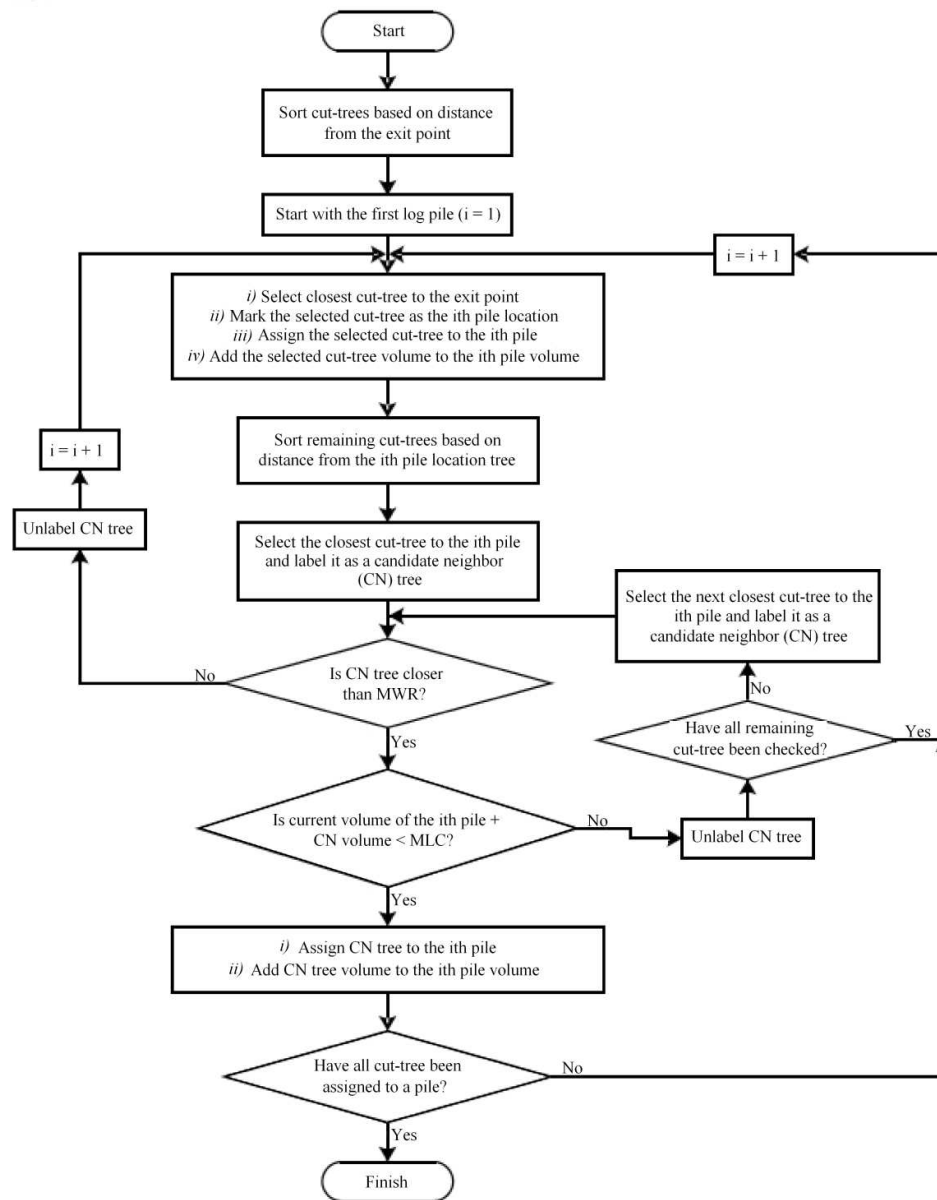 Start
Sort cut-trees based on distance
from the exit point
Start with the first log pile (i = 1)
i = i + 1
i) Select closest cut-tree to the exit point
ii) Mark the selected cut-tree as the ith pile location
iii) Assign the selected cut-tree to the ith pile
iv) Add the selected cut-tree volume to the ith pile volume
i = i + 1
Sort remaining cut-trees based on
distance from the ith pile location tree
Unlabel CN tree
Select the closest cut-tree to the ith pile
and label it as a candidate neighbor
(CN) tree
Select the next closest cut-tree to the
ith pile and label it as a
candidate neighbor (CN) tree
No
Is CN tree closer
than MWR?
No
Yes
Have all remaining
cut-tree been checked?
Yes
Is current volume of the ith pile +
CN volume < MLC?
No
Unlabel CN tree
Yes
i) Assign CN tree to the ith pile
ii) Add CN tree volume to the ith pile volume
Have all cut-tree been
assigned to a pile?
No
Yes
Finish